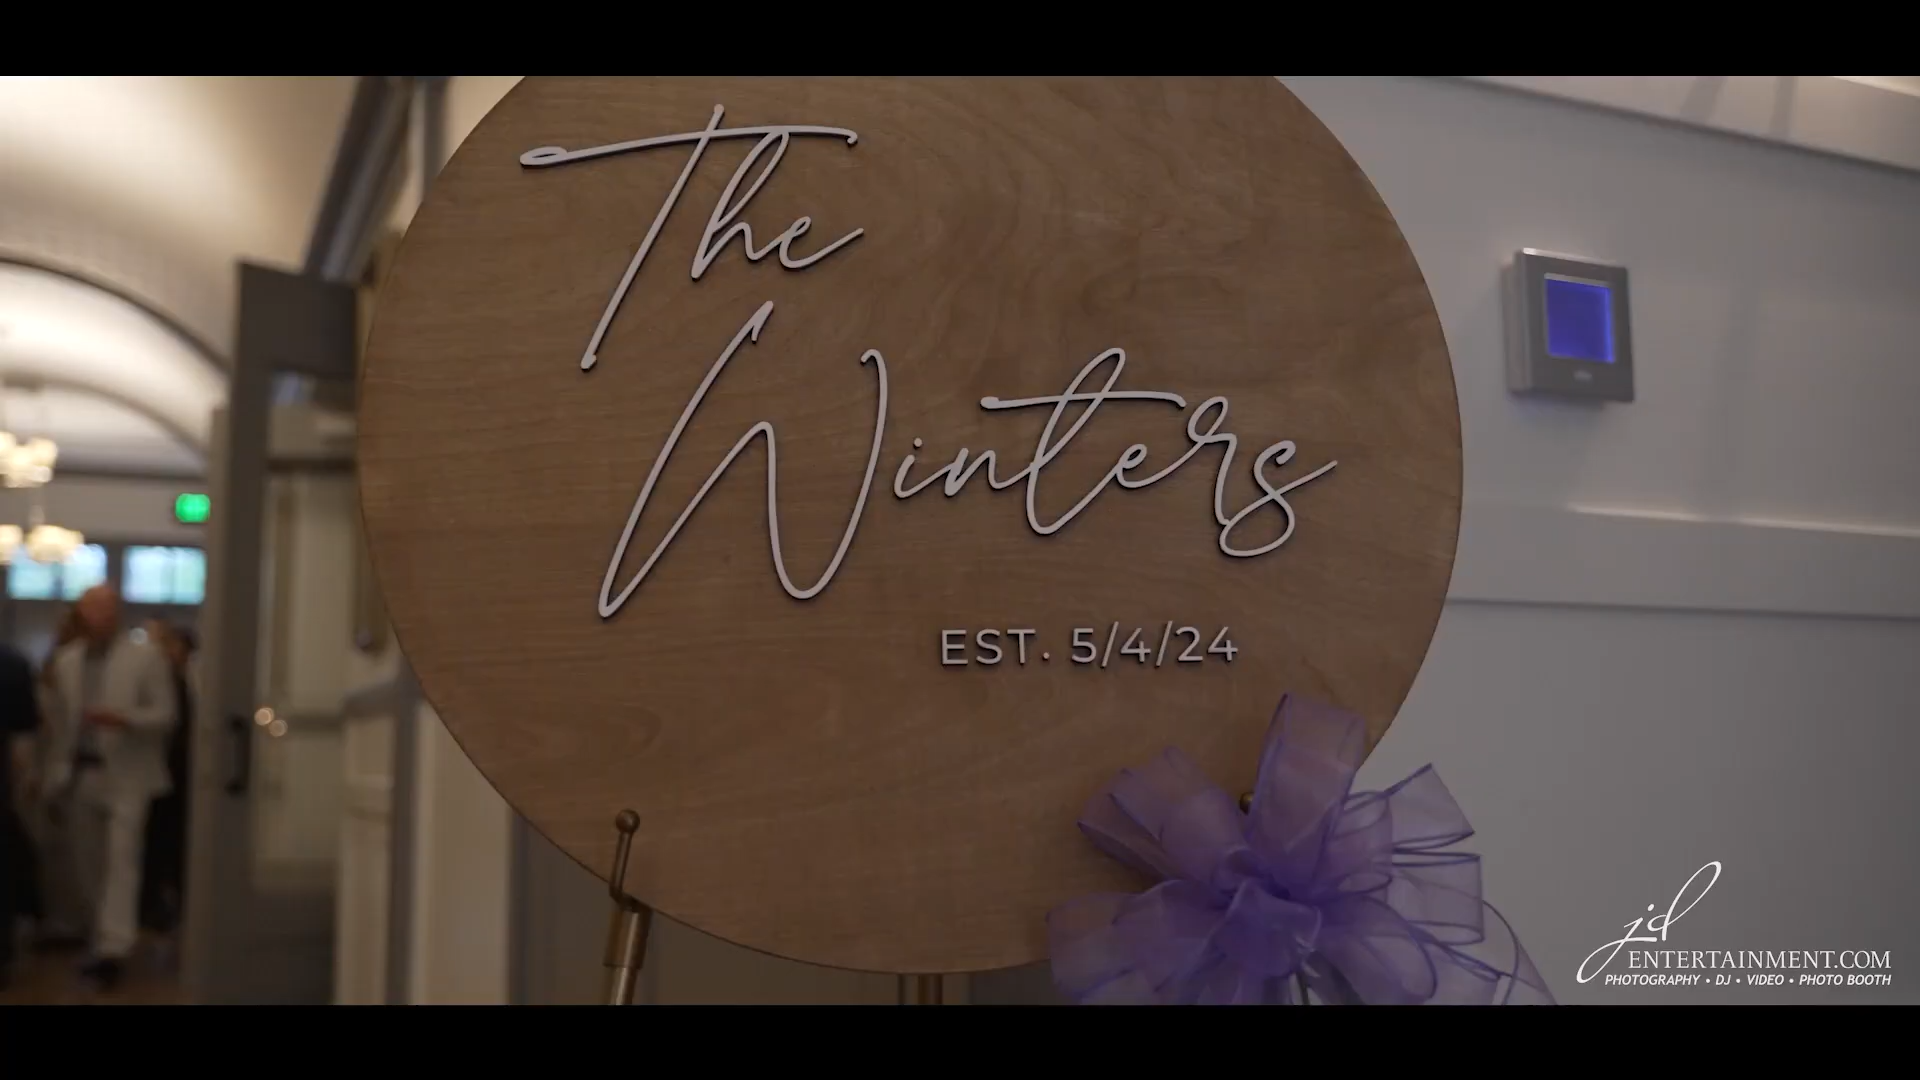 The
Winters
EST. 5/4/24
jd
ENTERTAINMENT.COM
PHOTOGRAPHY • DJ • VIDEO • PHOTO BOOTH